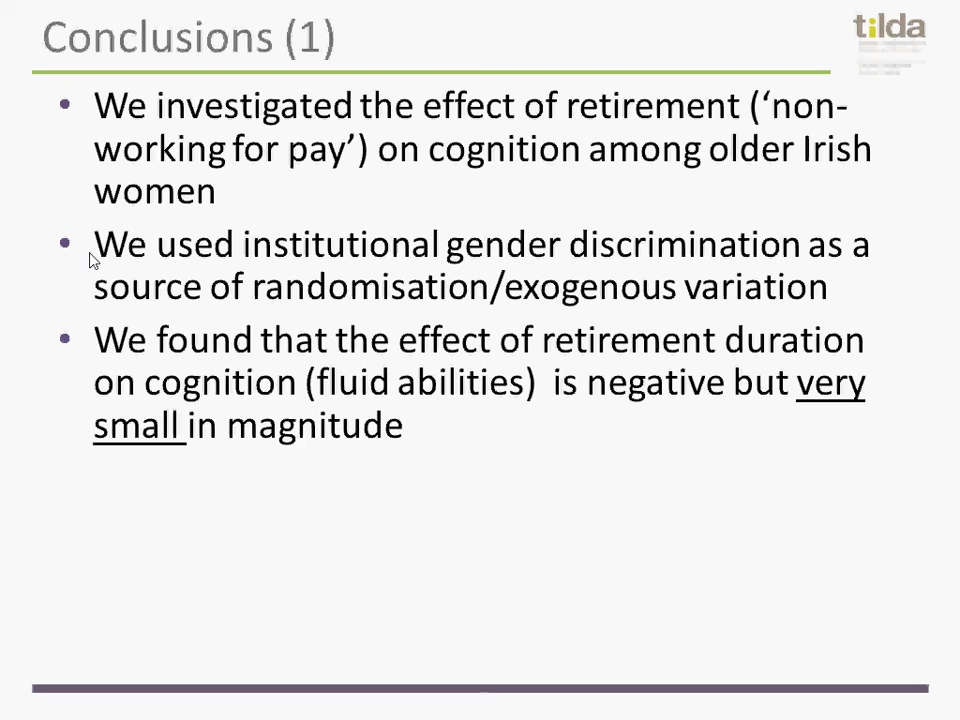 Conclusions (1)
tilda
• We investigated the effect of retirement (‘non-
working for pay’) on cognition among older Irish
women
• We used institutional gender discrimination as a
source of randomisation/exogenous variation
• We found that the effect of retirement duration
on cognition (fluid abilities)  is negative but very
small in magnitude